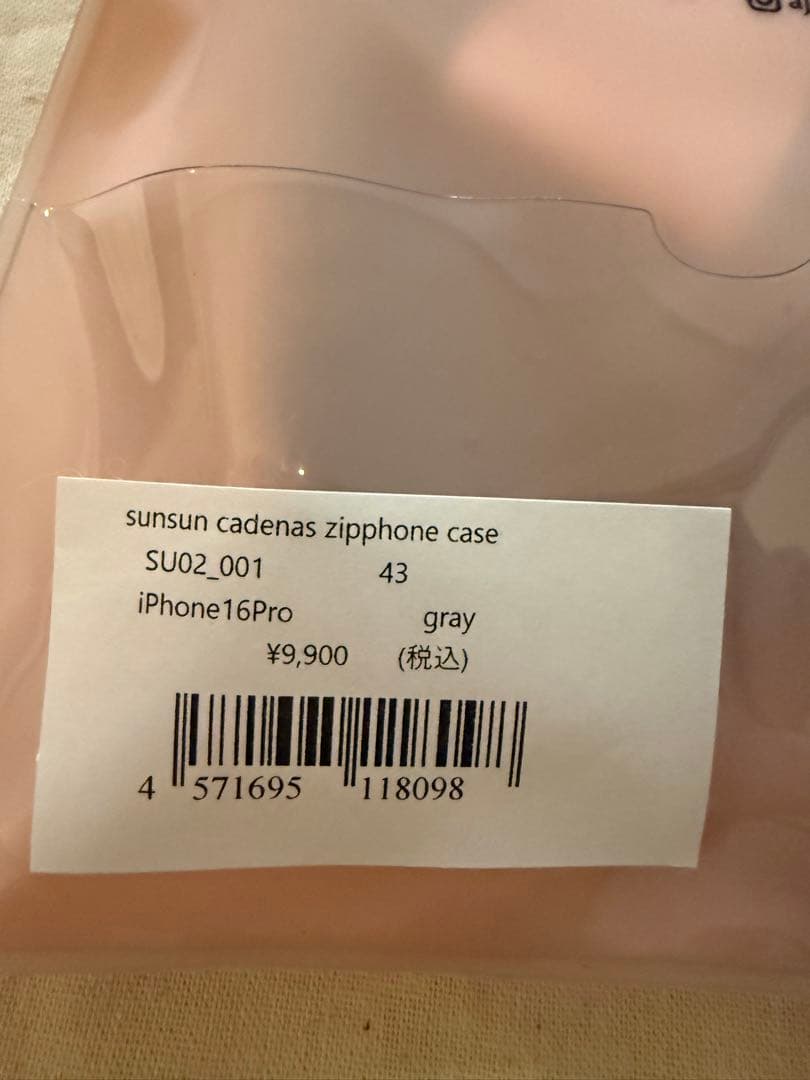 sunsun cadenas zipphone case
SU02_001 43
iPhone16Pro gray
¥9,900 (税込)
4 571695 118098